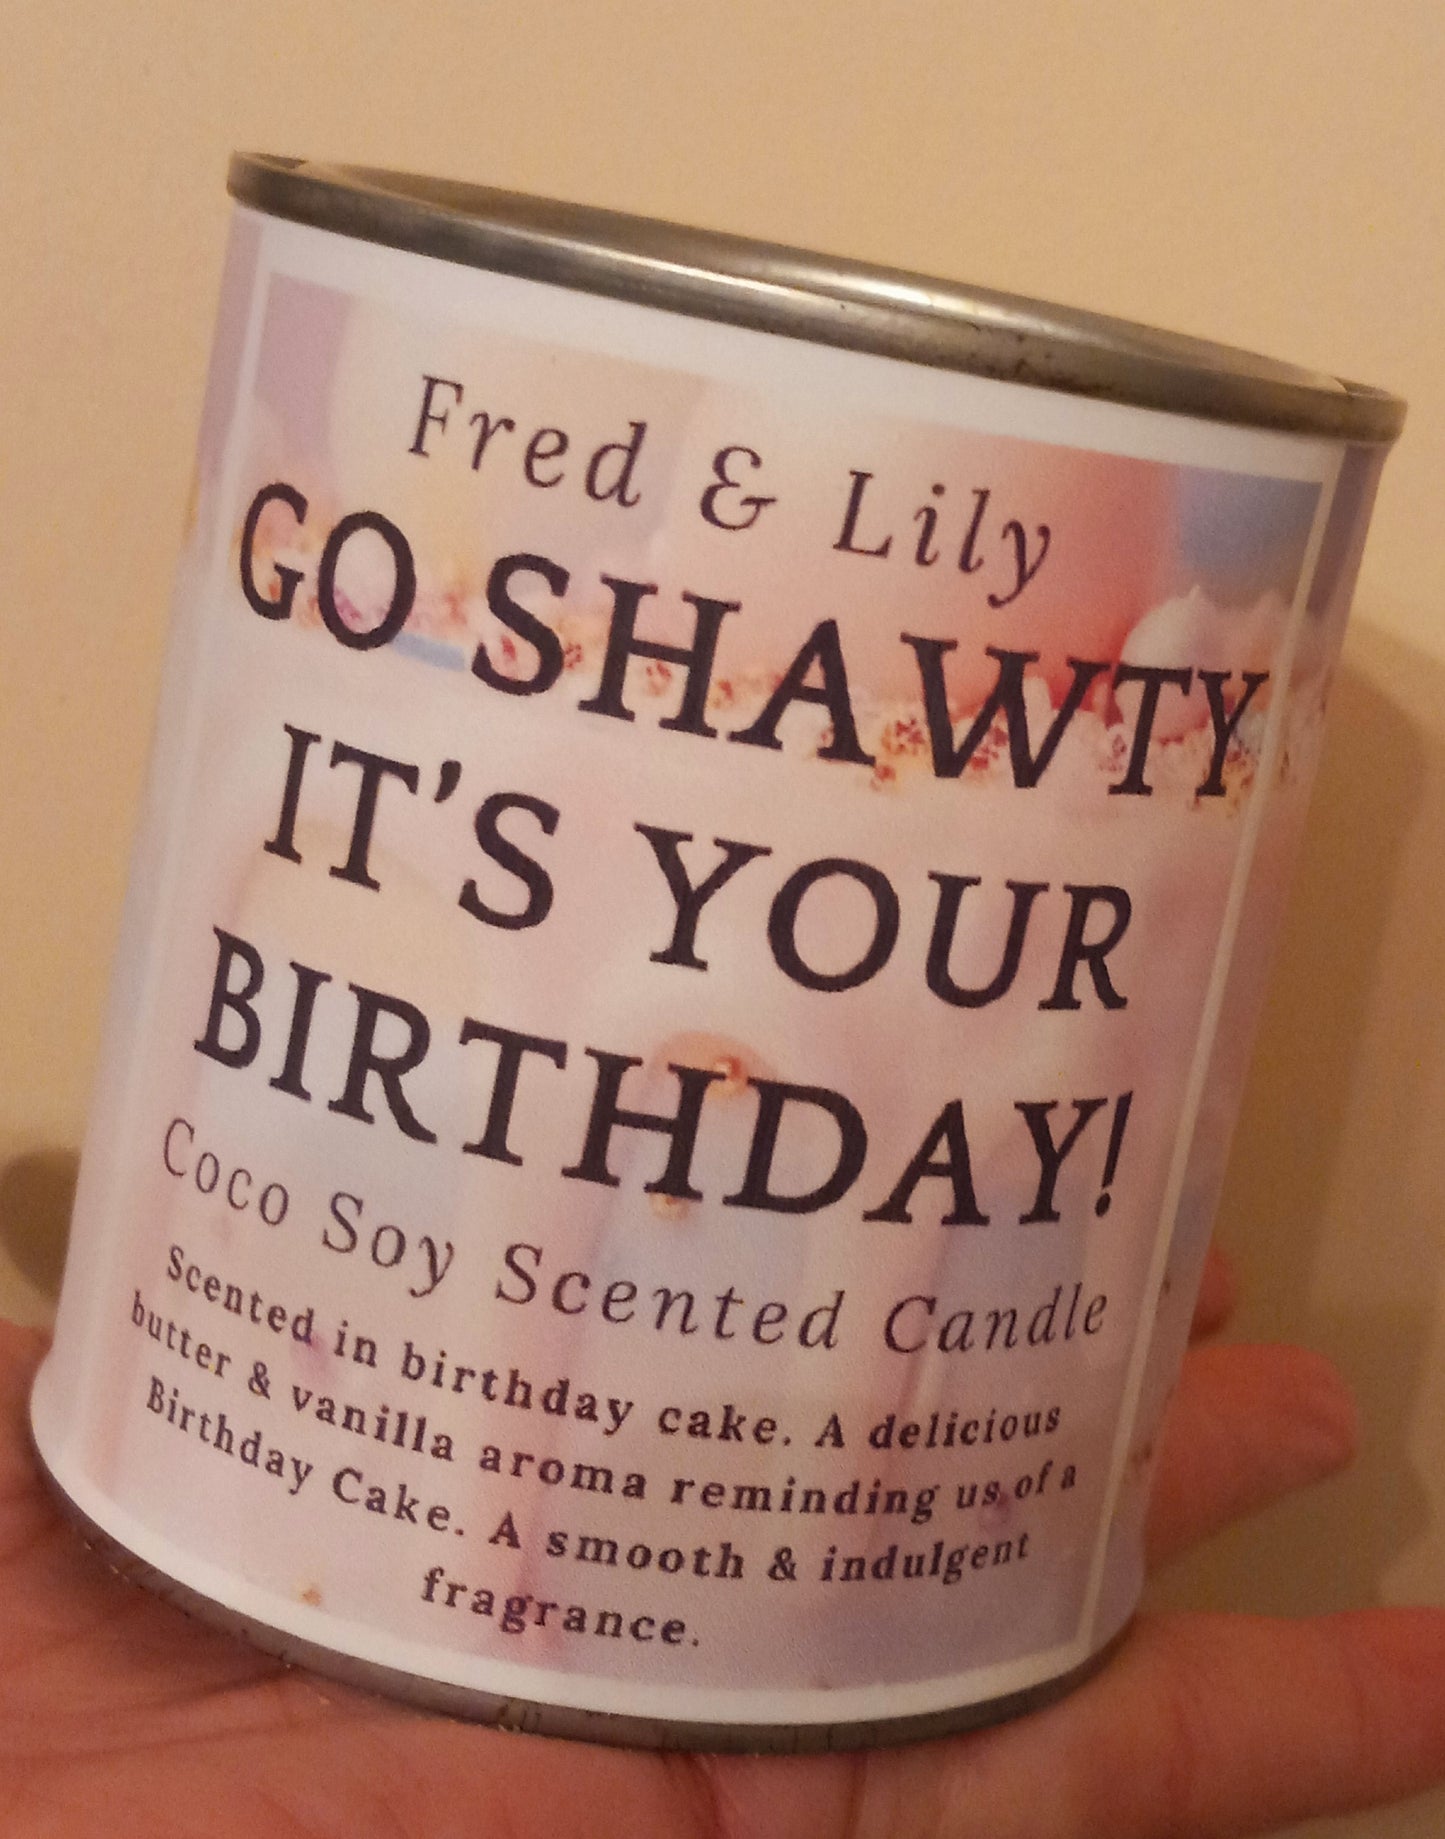 Fred & Lily
GO SHAWTY
IT'S YOUR
BIRTHDAY!
Coco Soy Scented Candle
Scented in birthday cake. A delicious
butter & vanilla aroma reminding us of a
Birthday Cake. A smooth & indulgent
fragrance.